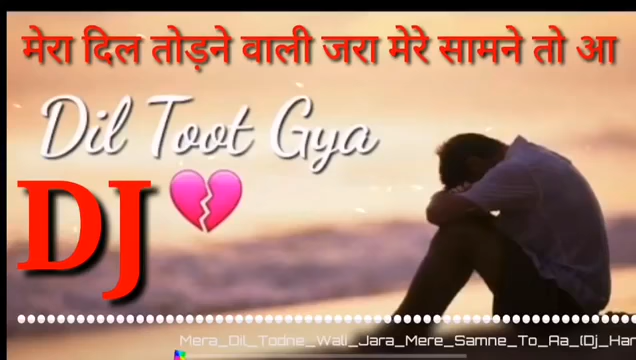 मेरा दिल तोड़ने वाली जरा मेरे सामने तो आ
Dil Toot Gya
DJ
Mera_Dil_Todne_Wali_Jara_Mere_Samne_To_Aa_(Dj_Har